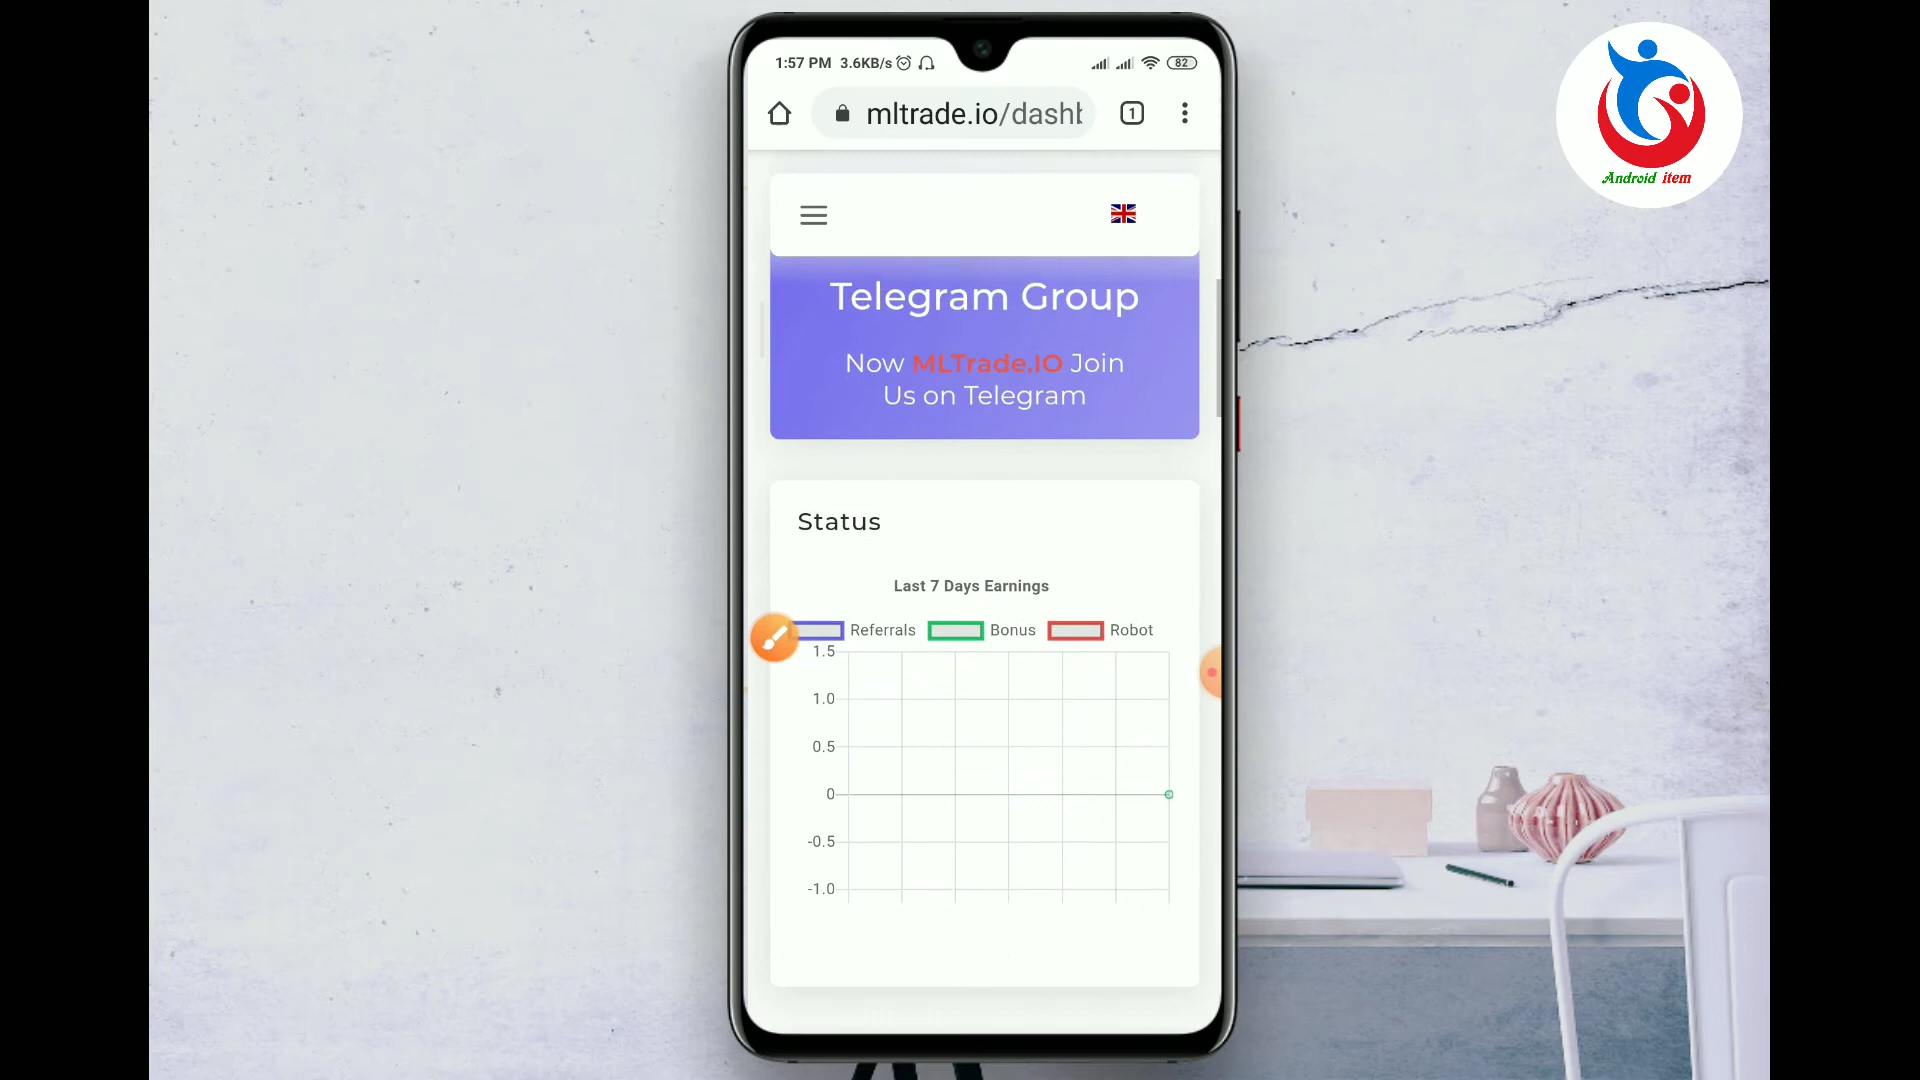 1:57 PM 3.6KB/s 82
mltrade.io/dashb
1
Android item
Telegram Group
Now MLTrade.IO Join
Us on Telegram
Status
Last 7 Days Earnings
Referrals Bonus Robot
1.5
1.0
0.5
0
-0.5
-1.0